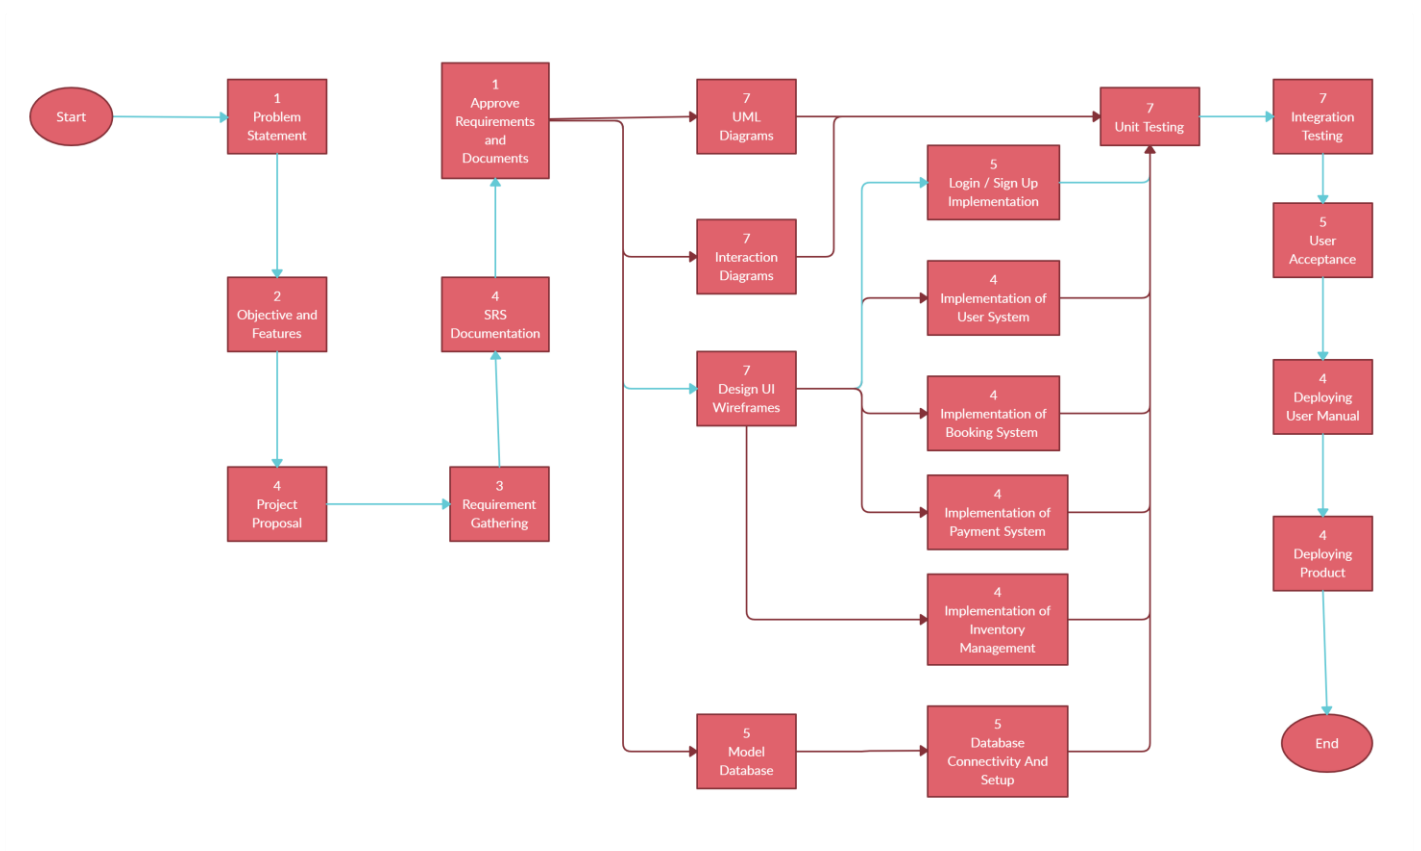 Start
1
Problem
Statement
2
Objective and
Features
4
Project
Proposal
3
Requirement
Gathering
4
SRS
Documentation
1
Approve
Requirements
and
Documents
7
UML
Diagrams
7
Interaction
Diagrams
7
Design UI
Wireframes
5
Model
Database
5
Login / Sign Up
Implementation
4
Implementation of
User System
4
Implementation of
Booking System
4
Implementation of
Payment System
4
Implementation of
Inventory
Management
5
Database
Connectivity And
Setup
7
Unit Testing
7
Integration
Testing
5
User
Acceptance
4
Deploying
User Manual
4
Deploying
Product
End